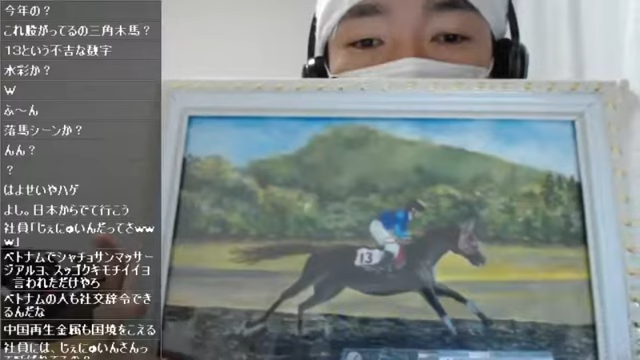 今年の?
これ股がってるの三角木馬?
13という不吉な数字
水彩か?
W
ふ~ん
落馬シーンか?
んん?
?
はよせいやハゲ
よし。日本からでて行こう
社員「じぇに●いんだってさww
w」
ベトナムでシャチョサンマッサー
ジアルヨ、スッゴクキモチイイヨ
言われただけやろ
ベトナムの人も社交辞令でき
るんだな
中国再生金属も国境をこえる
社員には、じぇに●いんさんっ
13